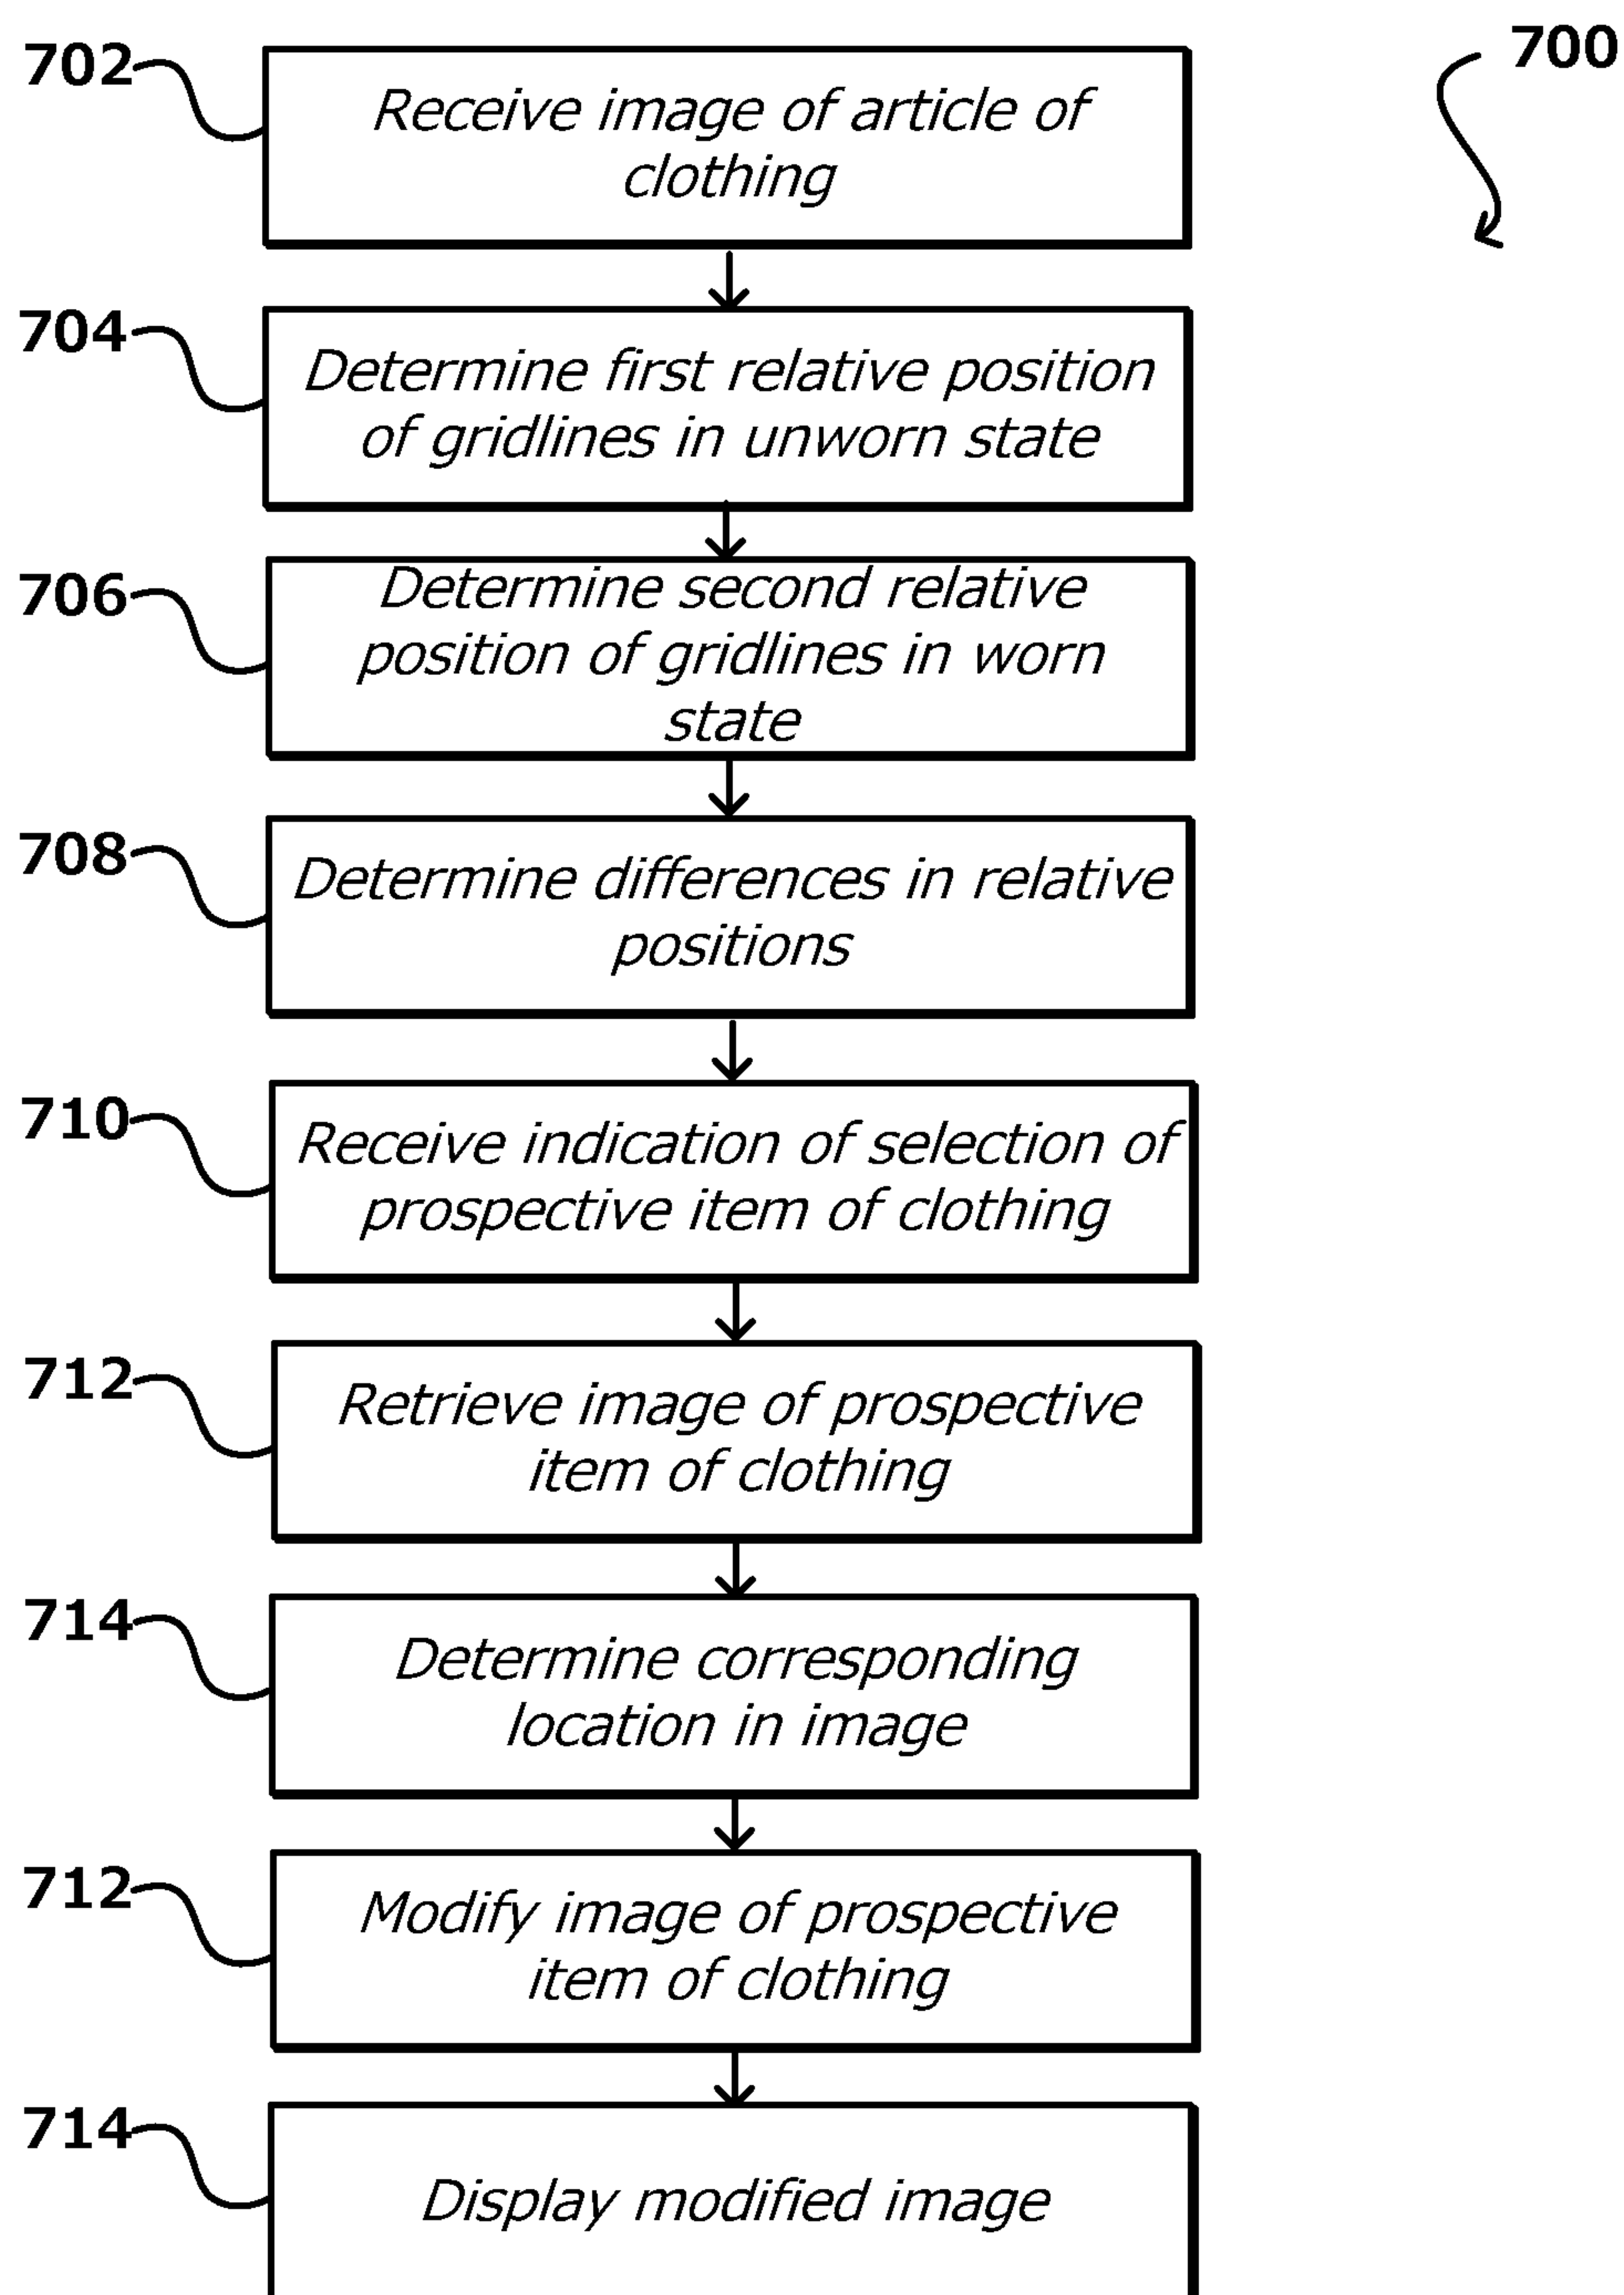 700
702
Receive image of article of
clothing
704
Determine first relative position
of gridlines in unworn state
706
Determine second relative
position of gridlines in worn
state
708
Determine differences in relative
positions
710
Receive indication of selection of
prospective item of clothing
712
Retrieve image of prospective
item of clothing
714
Determine corresponding
location in image
712
Modify image of prospective
item of clothing
714
Display modified image